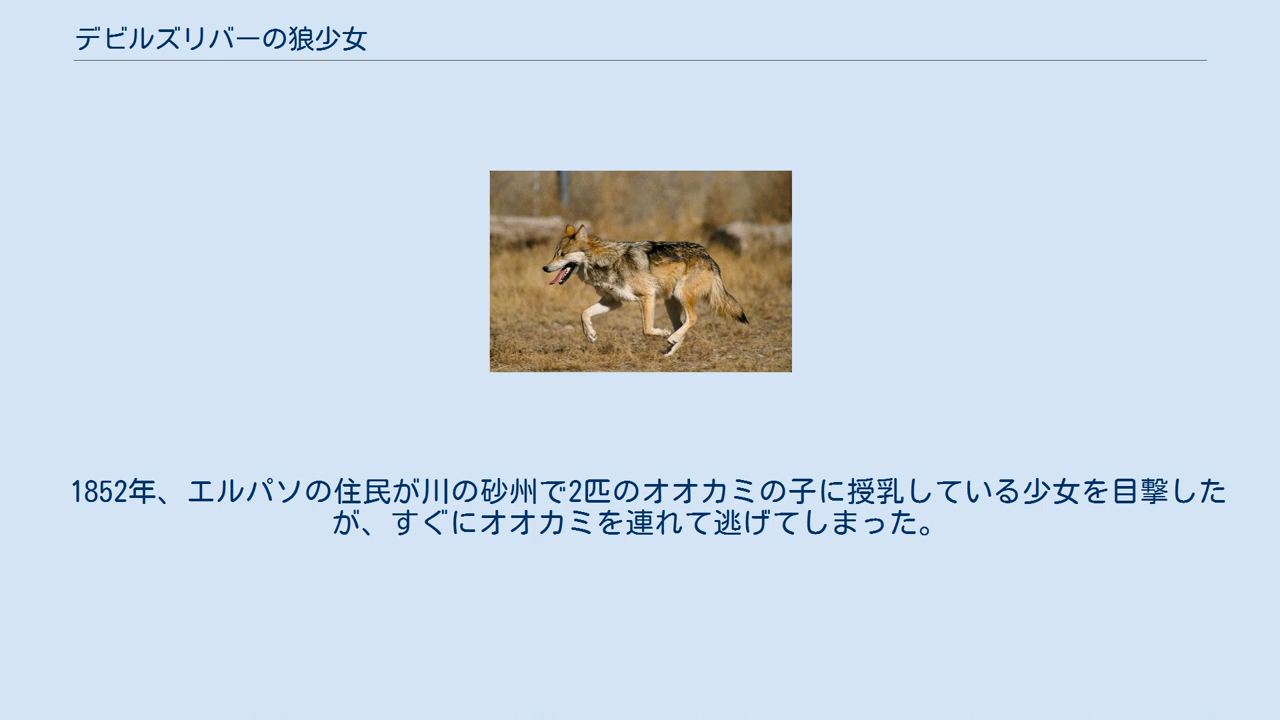 デビルズリバーの狼少女
1852年、エルパソの住民が川の砂州で2匹のオオカミの子に授乳している少女を目撃した
が、すぐにオオカミを連れて逃げてしまった。